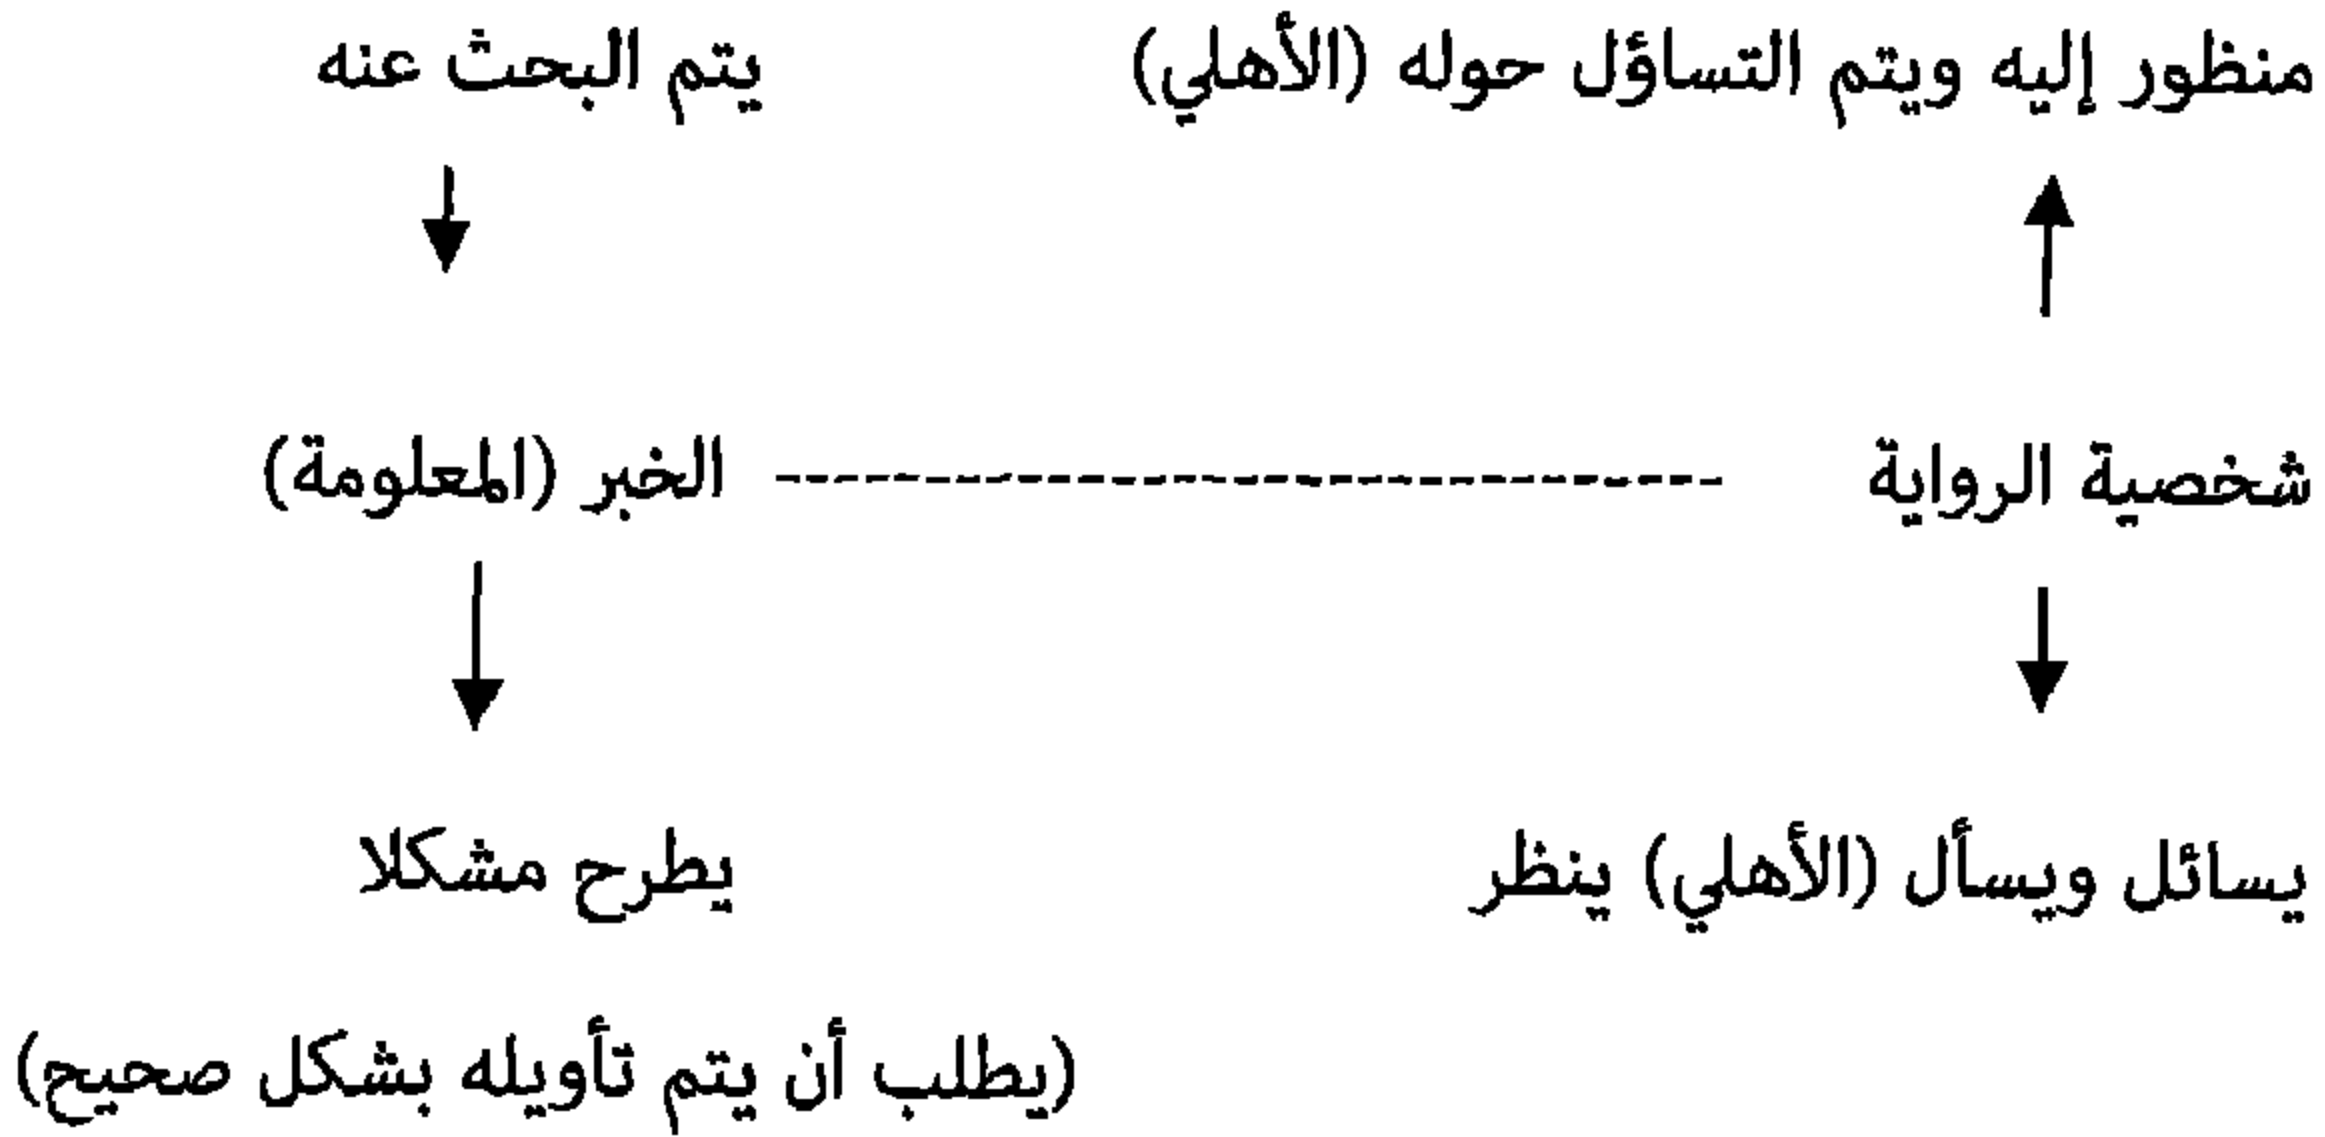 منظور إليه ويتم التساؤل حوله (الأهلي) يتم البحث عنه
شخصية الرواية الخبر (المعلومة)
يسائل ويسأل (الأهلي) ينظر يطرح مشكلا
(يطلب أن يتم تأويله بشكل صحيح)